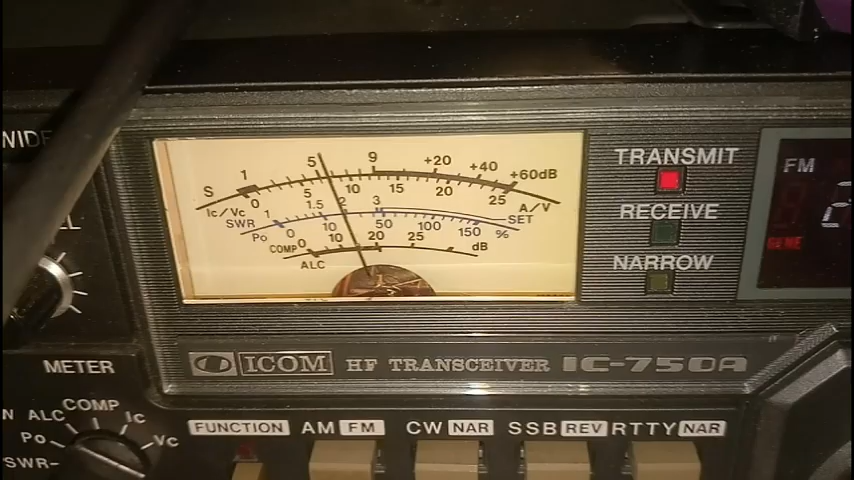 WIDE
S 1 5 9 +20 +40 +60dB
Ic/Vc 0 5 10 15 20 25 A/V
SWR 1 1.5 2 3 SET
Po 0 10 50 100 150 %
COMP 0 10 20 25 dB
ALC
TRANSMIT
RECEIVE
NARROW
FM
GENE
ICOM HF TRANSCEIVER IC-750A
METER
ALC COMP Ic
Po Vc
SWR
FUNCTION AM FM CW NAR SSB REV RTTY NAR